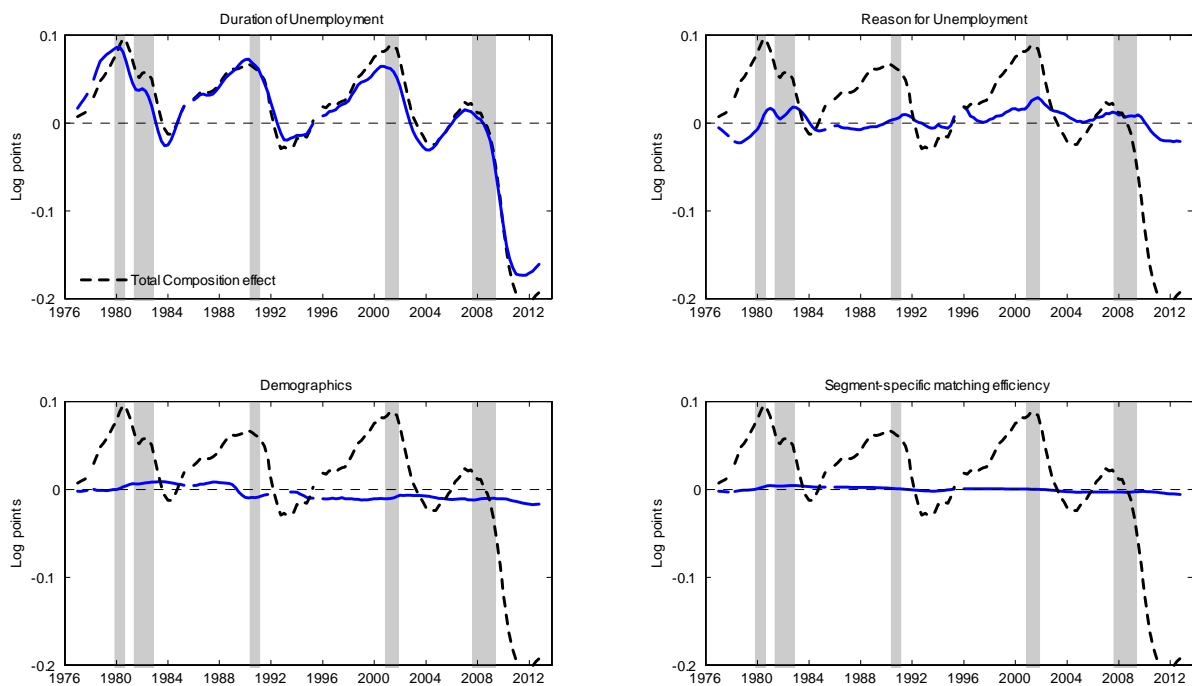 Duration of Unemployment
0.1
0
-0.1
-0.2
Log points
Total Composition effect
1976 1980 1984 1988 1992 1996 2000 2004 2008 2012
Reason for Unemployment
0.1
0
-0.1
-0.2
Log points
1976 1980 1984 1988 1992 1996 2000 2004 2008 2012
Demographics
0.1
0
-0.1
-0.2
Log points
1976 1980 1984 1988 1992 1996 2000 2004 2008 2012
Segment-specific matching efficiency
0.1
0
-0.1
-0.2
Log points
1976 1980 1984 1988 1992 1996 2000 2004 2008 2012